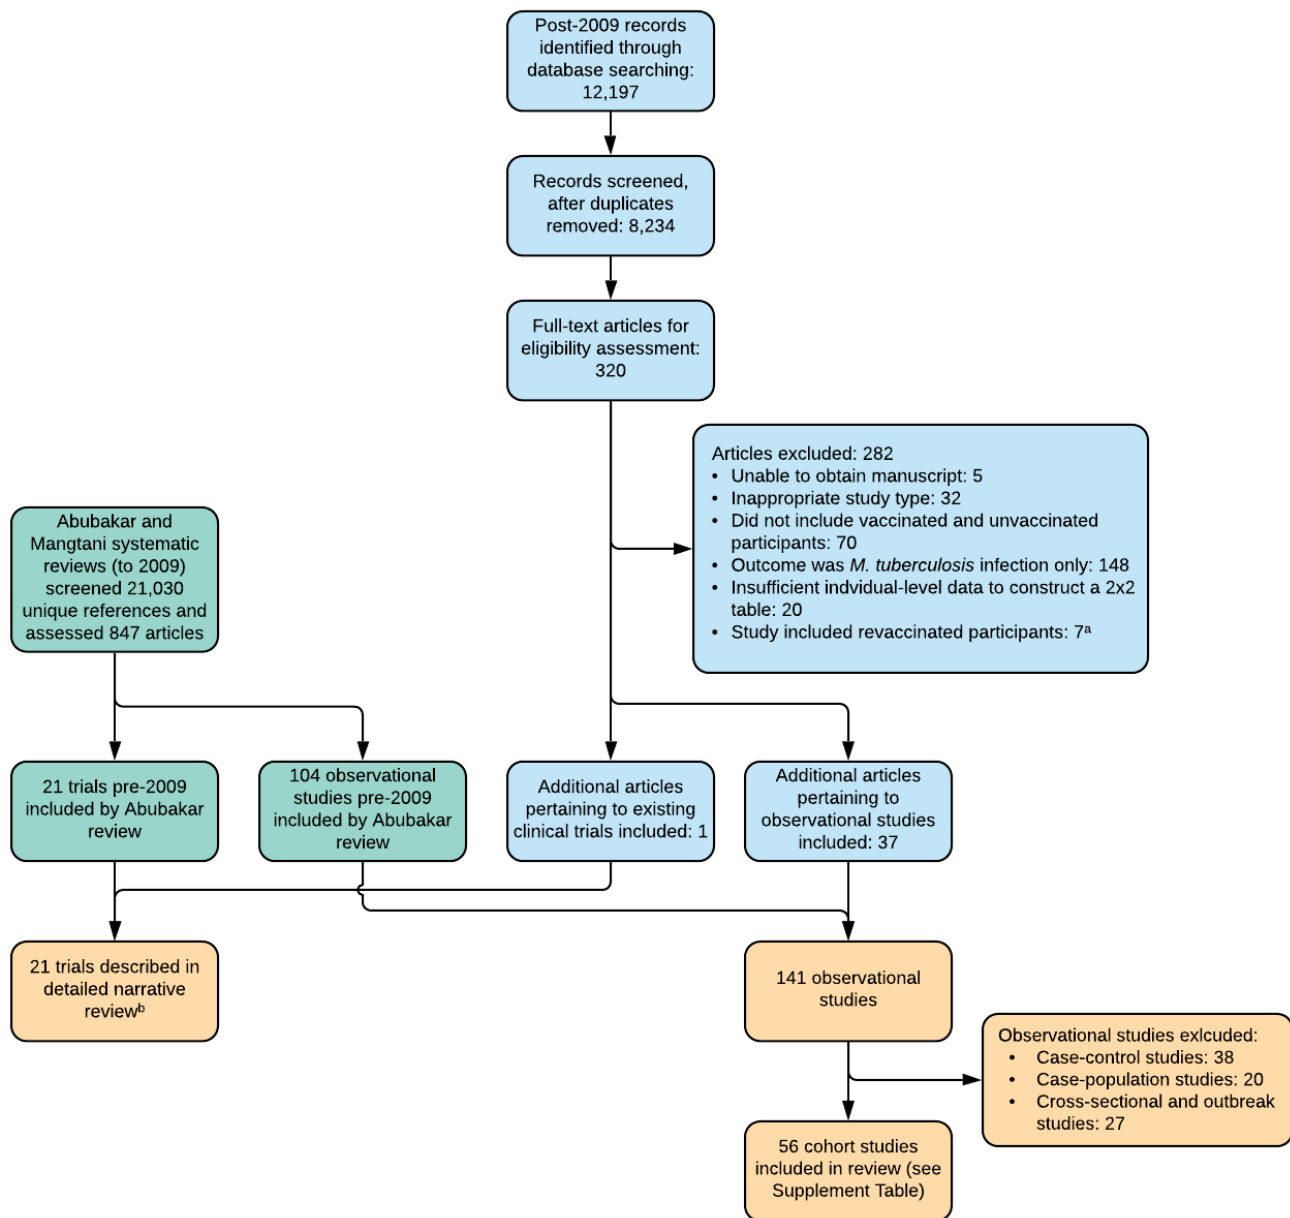 Post-2009 records
identified through
database searching:
12,197
Records screened,
after duplicates
removed: 8,234
Full-text articles for
eligibility assessment:
320
Articles excluded: 282
• Unable to obtain manuscript: 5
• Inappropriate study type: 32
• Did not include vaccinated and unvaccinated
participants: 70
• Outcome was M. tuberculosis infection only: 148
• Insufficient indvidual-level data to construct a 2x2
table: 20
• Study included revaccinated participants: 7ᵃ
Abubakar and
Mangtani systematic
reviews (to 2009)
screened 21,030
unique references and
assessed 847 articles
21 trials pre-2009
included by Abubakar
review
104 observational
studies pre-2009
included by Abubakar
review
Additional articles
pertaining to existing
clinical trials included: 1
Additional articles
pertaining to
observational studies
included: 37
21 trials described in
detailed narrative
reviewᵇ
141 observational
studies
Observational studies exlcuded:
• Case-control studies: 38
• Case-population studies: 20
• Cross-sectional and outbreak
studies: 27
56 cohort studies
included in review (see
Supplement Table)